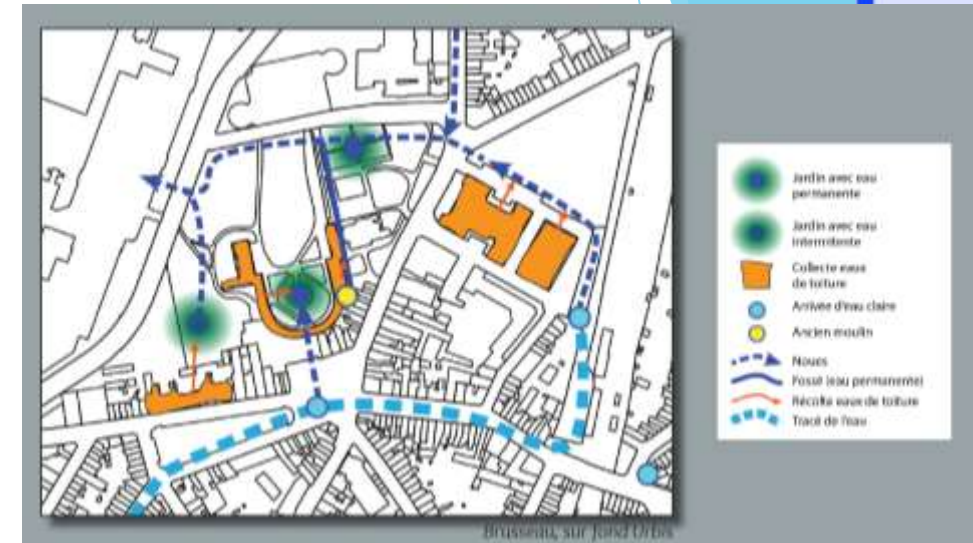 Jardin avec eau
permanente
Jardin avec eau
intermittente
Collecte eaux
de toiture
Arrivée d'eau claire
Ancien moulin
Noues
Fossé (eau permanente)
Récolte eaux de toiture
Tracé de l'eau
Brusseau, sur fond Urbis